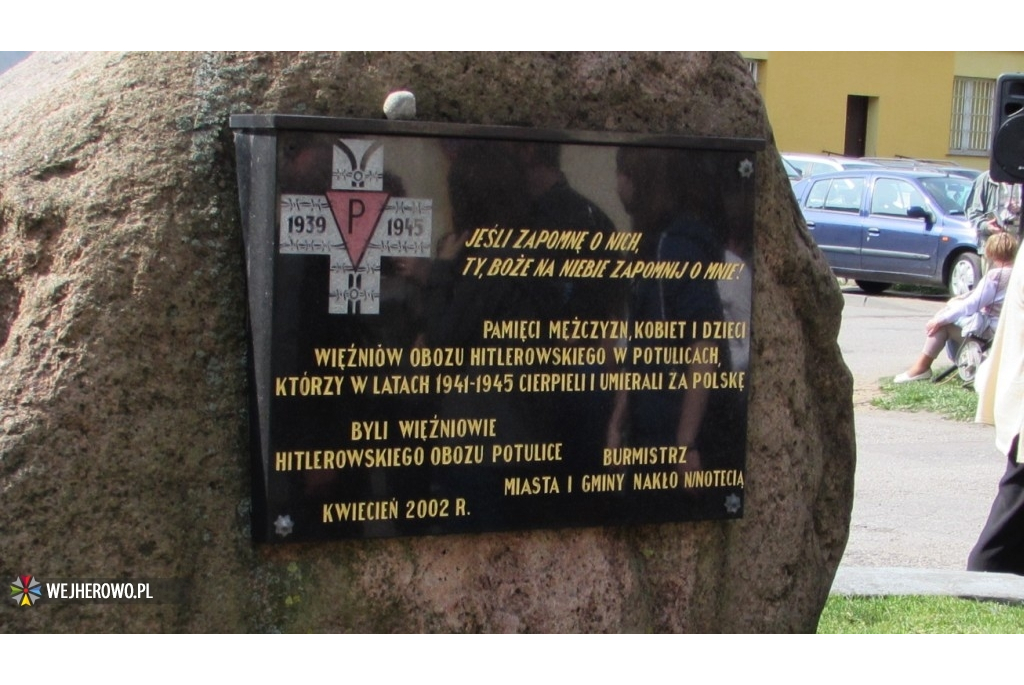 P
1939 1945
JEŚLI ZAPOMNĘ O NICH,
TY, BOŻE NA NIEBIE ZAPOMNIJ O MNIE!
PAMIĘCI MĘŻCZYZN, KOBIET I DZIECI
WIĘŹNIÓW OBOZU HITLEROWSKIEGO W POTULICACH,
KTÓRZY W LATACH 1941-1945 CIERPIELI I UMIERALI ZA POLSKĘ
BYLI WIĘŹNIOWIE
HITLEROWSKIEGO OBOZU POTULICE
BURMISTRZ
MIASTA I GMINY NAKŁO N/NOTECIĄ
KWIECIEŃ 2002 R.
WEJHEROWO.PL